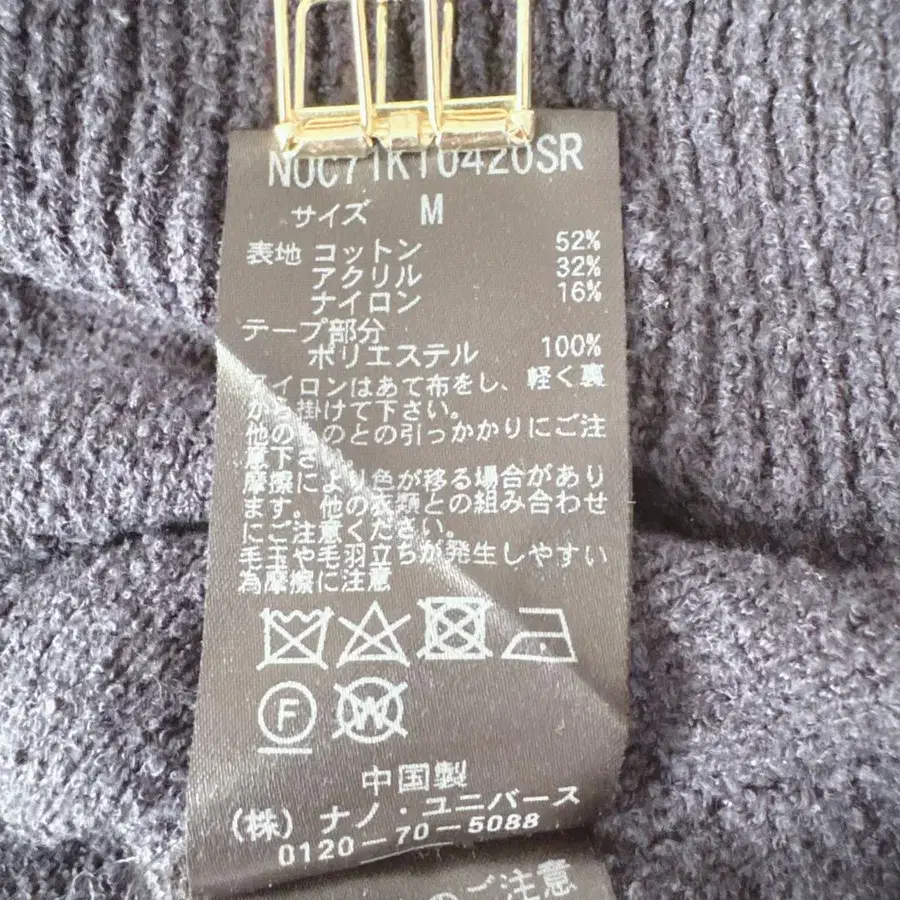 N0C71KT0420SR
サイズ M
表地 コットン 52%
アクリル 32%
ナイロン 16%
テープ部分
ポリエステル 100%
アイロンはあて布をし、軽く裏
から掛けて下さい。
他のものとの引っかかりにご注
意下さ
摩擦により色が移る場合があり
ます。他の衣類との組み合わせ
にご注意ください。
毛玉や毛羽立ちが発生しやすい
為摩擦に注意
F W
中国製
(株) ナノ・ユニバース
0120-70-5088
のご注意